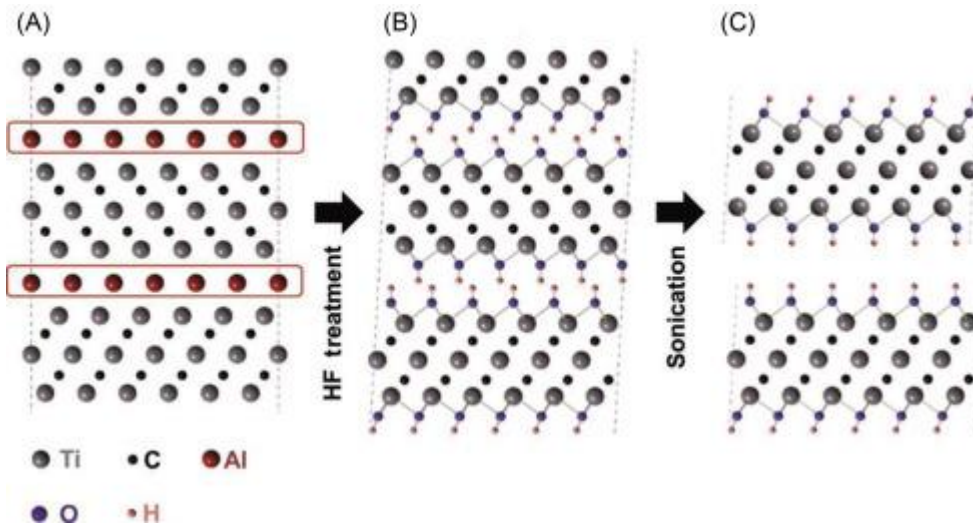 (A)
(B)
(C)
HF treatment
Sonication
Ti
C
Al
O
H